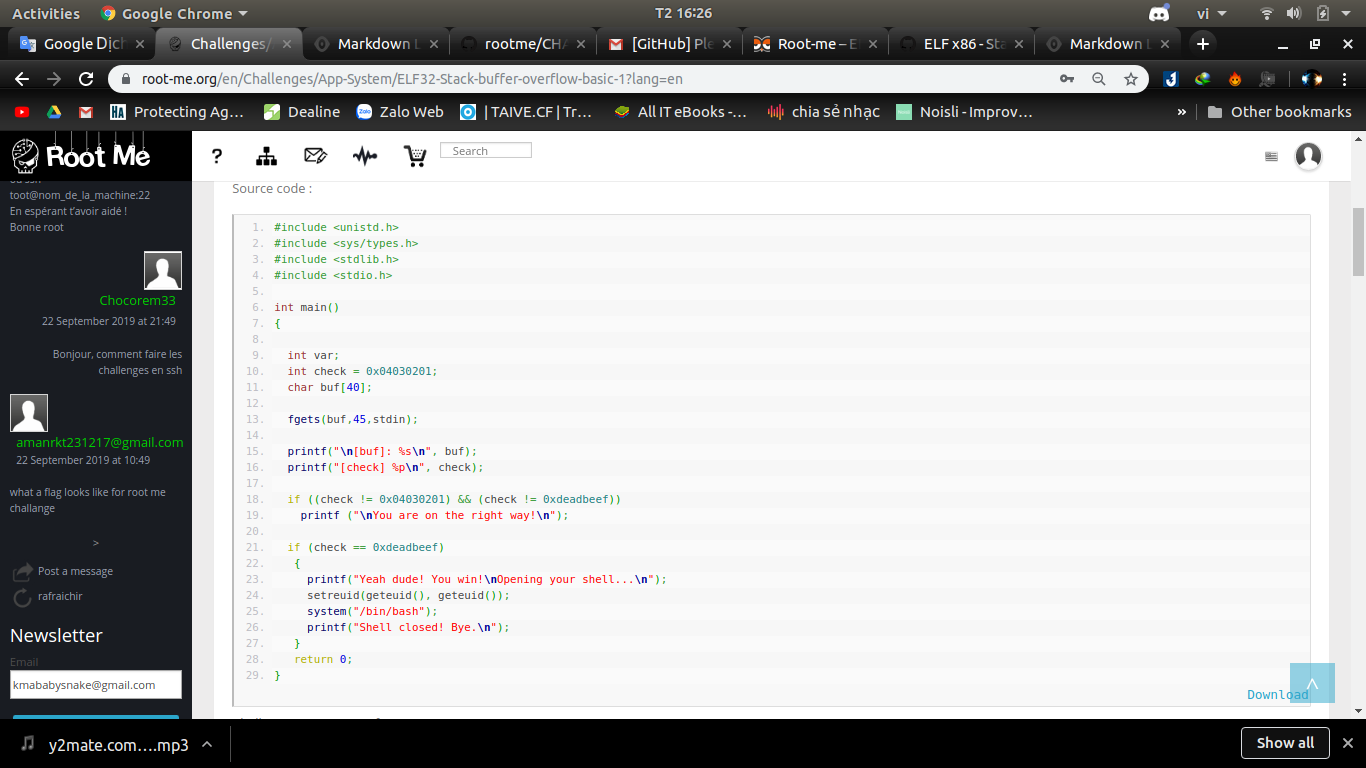 Activities Google Chrome T2 16:26 vi
Google Dịch Challenges/ Markdown L rootme/CHA [GitHub] Ple Root-me – E ELF x86 - Sta Markdown L
root-me.org/en/Challenges/App-System/ELF32-Stack-buffer-overflow-basic-1?lang=en
Protecting Ag… Dealine Zalo Web | TAIVE.CF | Tr… All IT eBooks -… chia sẻ nhạc Noisli - Improv… » Other bookmarks
Root Me
? Search
toot@nom_de_la_machine:22
En espérant t'avoir aidé !
Bonne root
Chocorem33
22 September 2019 at 21:49
Bonjour, comment faire les
challenges en ssh
amanrkt231217@gmail.com
22 September 2019 at 10:49
what a flag looks like for root me
challange
>
Post a message
rafraichir
Newsletter
Email
kmababysnake@gmail.com
Source code :
1. #include <unistd.h>
2. #include <sys/types.h>
3. #include <stdlib.h>
4. #include <stdio.h>
5.
6. int main()
7. {
8.
9. int var;
10. int check = 0x04030201;
11. char buf[40];
12.
13. fgets(buf,45,stdin);
14.
15. printf("\n[buf]: %s\n", buf);
16. printf("[check] %p\n", check);
17.
18. if ((check != 0x04030201) && (check != 0xdeadbeef))
19. printf ("\nYou are on the right way!\n");
20.
21. if (check == 0xdeadbeef)
22. {
23. printf("Yeah dude! You win!\nOpening your shell...\n");
24. setreuid(geteuid(), geteuid());
25. system("/bin/bash");
26. printf("Shell closed! Bye.\n");
27. }
28. return 0;
29. }
Download
y2mate.com….mp3
Show all